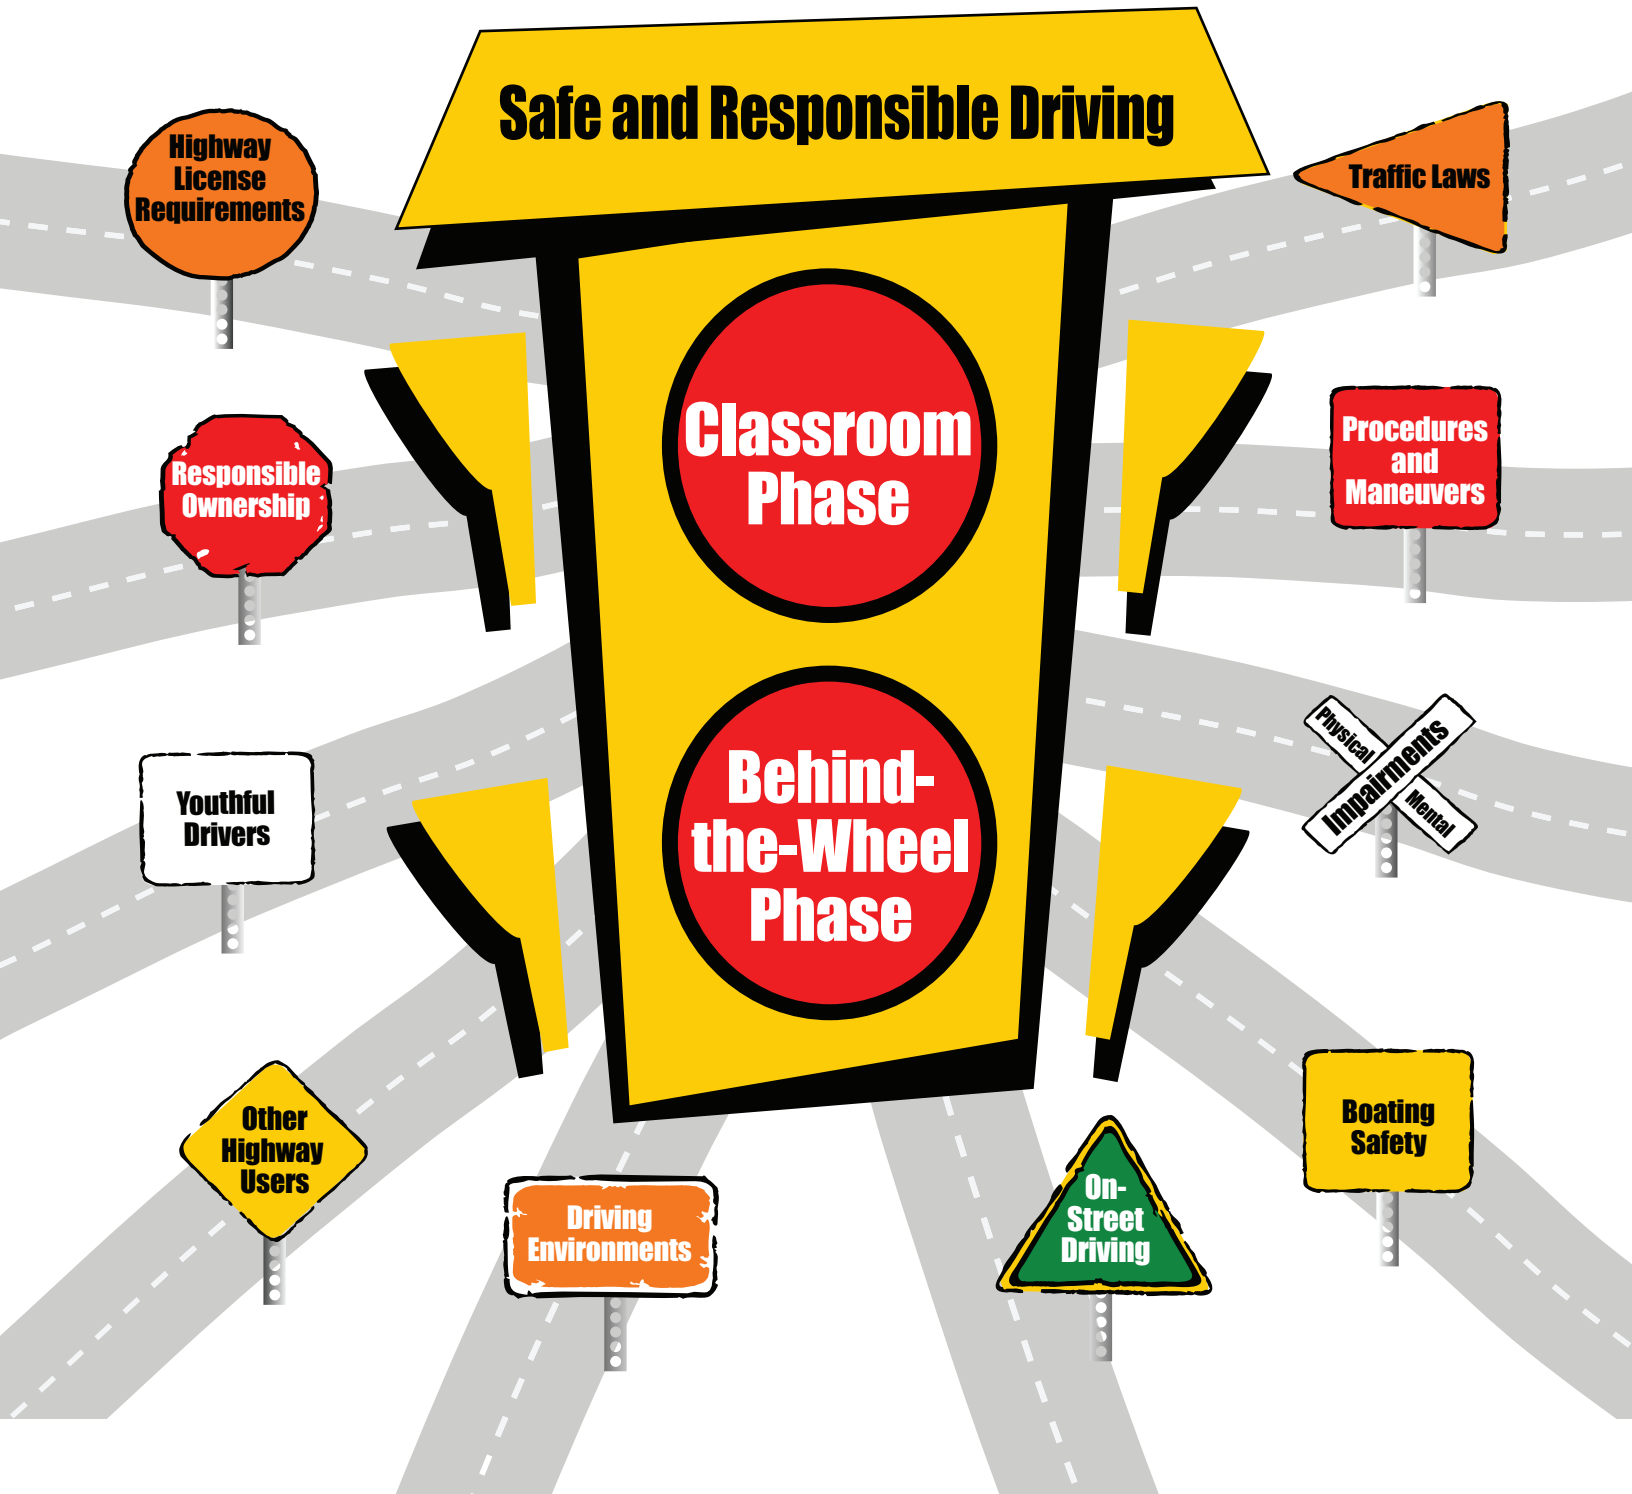 Safe and Responsible Driving
Highway
License
Requirements
Traffic Laws
Classroom
Phase
Responsible
Ownership
Procedures
and
Maneuvers
Behind-
the-Wheel
Phase
Youthful
Drivers
Physical
Impairments
Mental
Other
Highway
Users
Boating
Safety
Driving
Environments
On-
Street
Driving